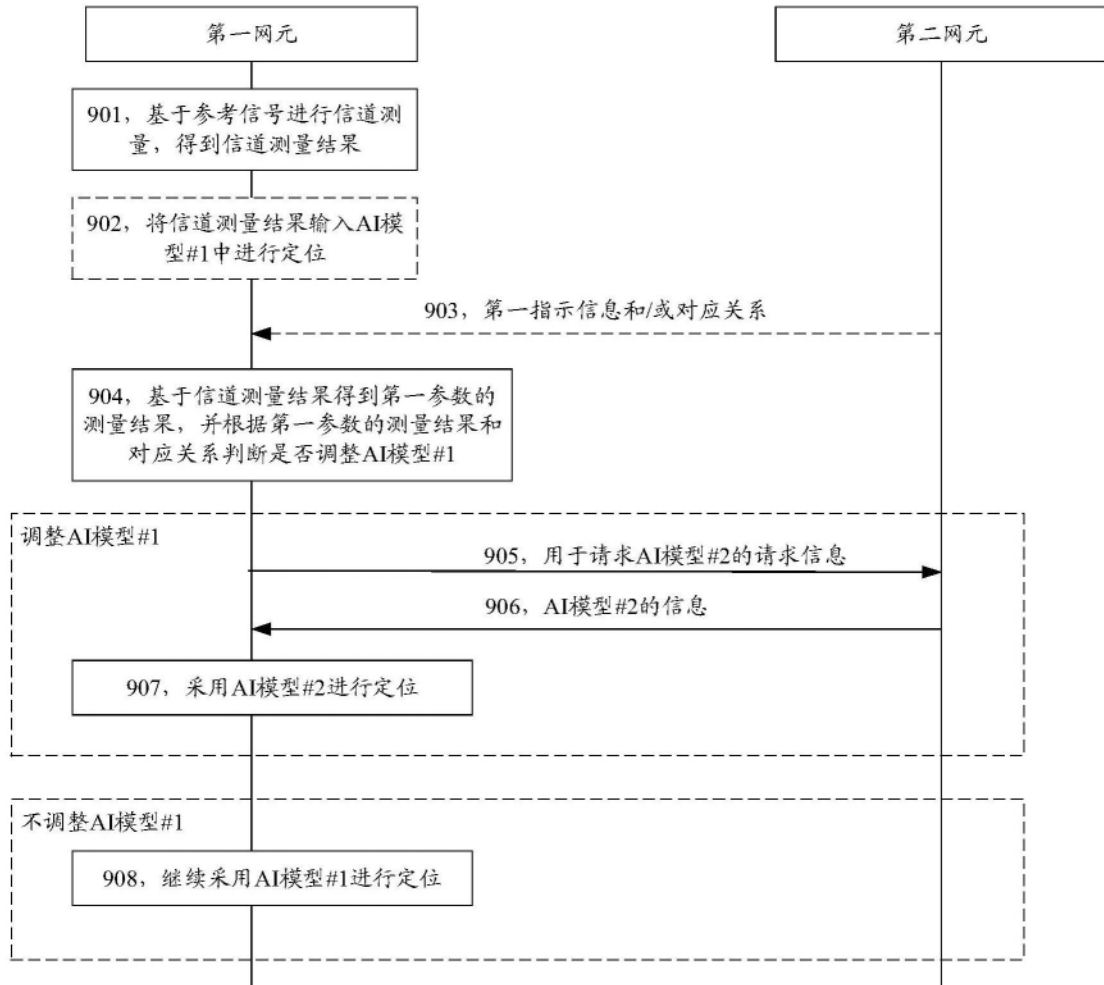 第一网元
第二网元
901，基于参考信号进行信道测
量，得到信道测量结果
902，将信道测量结果输入AI模
型#1中进行定位
903，第一指示信息和/或对应关系
904，基于信道测量结果得到第一参数的
测量结果，并根据第一参数的测量结果和
对应关系判断是否调整AI模型#1
调整AI模型#1
905，用于请求AI模型#2的请求信息
906，AI模型#2的信息
907，采用AI模型#2进行定位
不调整AI模型#1
908，继续采用AI模型#1进行定位